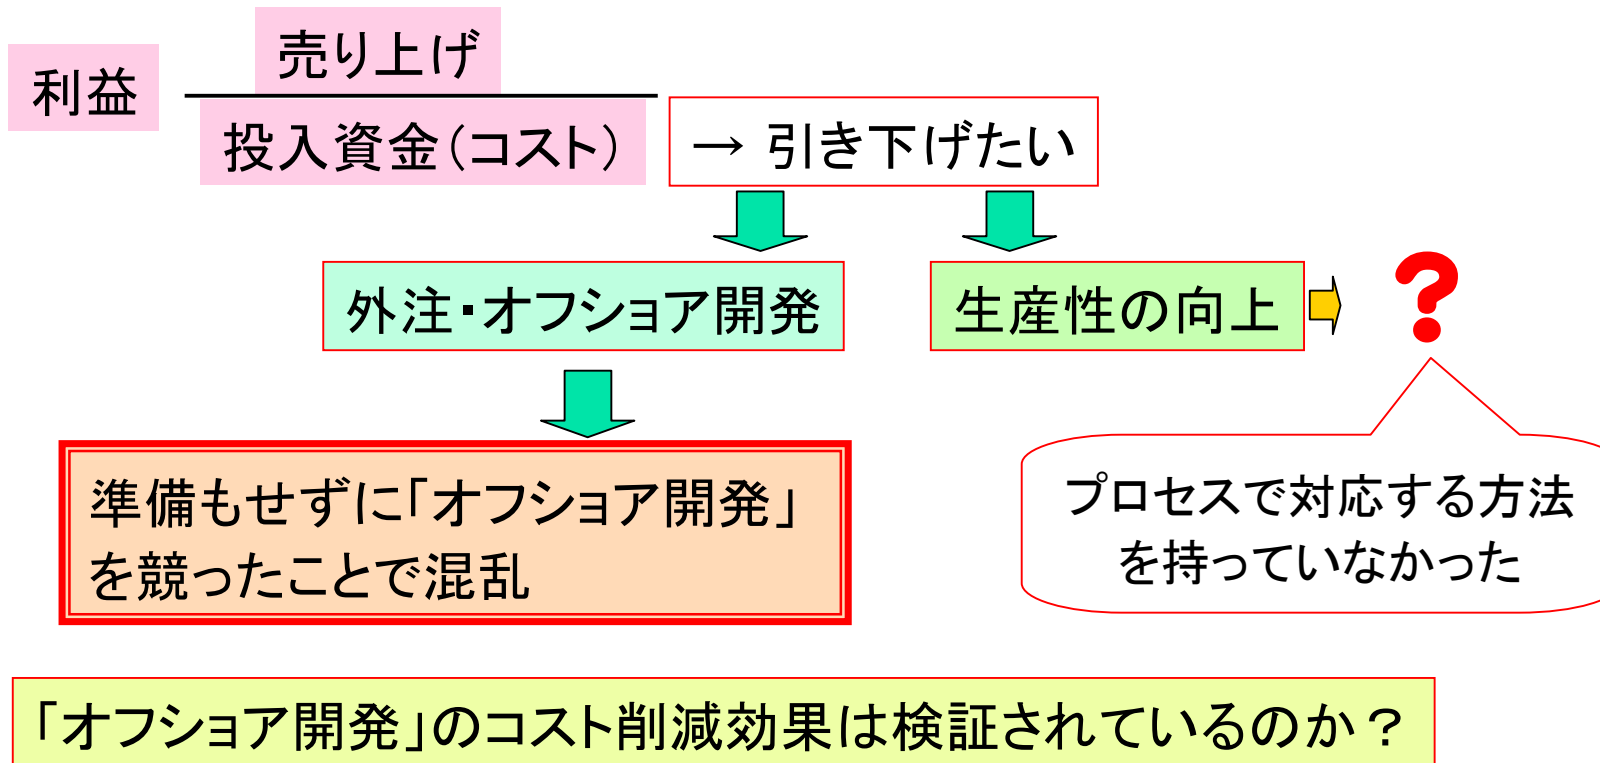 売り上げ
利益
投入資金(コスト)
→ 引き下げたい
外注・オフショア開発
生産性の向上
?
準備もせずに「オフショア開発」
を競ったことで混乱
プロセスで対応する方法
を持っていなかった
「オフショア開発」のコスト削減効果は検証されているのか?